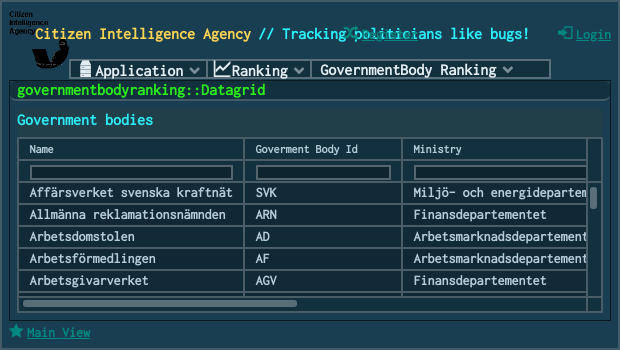 Citizen
Intelligence
Agency
Citizen Intelligence Agency // Tracking politicians like bugs!
Register
Login
Application
Ranking
GovernmentBody Ranking
governmentbodyranking::Datagrid
Government bodies
Name Goverment Body Id Ministry
Affärsverket svenska kraftnät SVK Miljö- och energidepartem
Allmänna reklamationsnämnden ARN Finansdepartementet
Arbetsdomstolen AD Arbetsmarknadsdepartement
Arbetsförmedlingen AF Arbetsmarknadsdepartement
Arbetsgivarverket AGV Finansdepartementet
Main View